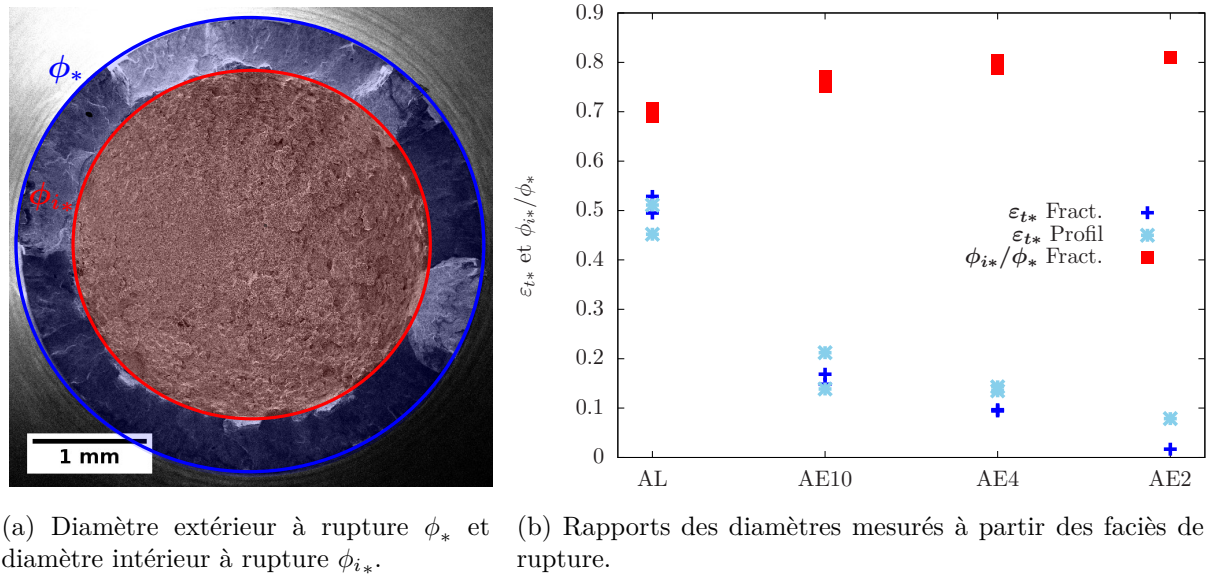 ϕ*
ϕi*
1 mm
0.9
0.8
0.7
0.6
0.5
0.4
0.3
0.2
0.1
0
εt* et ϕi*/ϕ*
εt* Fract.
εt* Profil
ϕi*/ϕ* Fract.
AL AE10 AE4 AE2
(a) Diamètre extérieur à rupture ϕ* et
diamètre intérieur à rupture ϕi*.
(b) Rapports des diamètres mesurés à partir des faciès de
rupture.